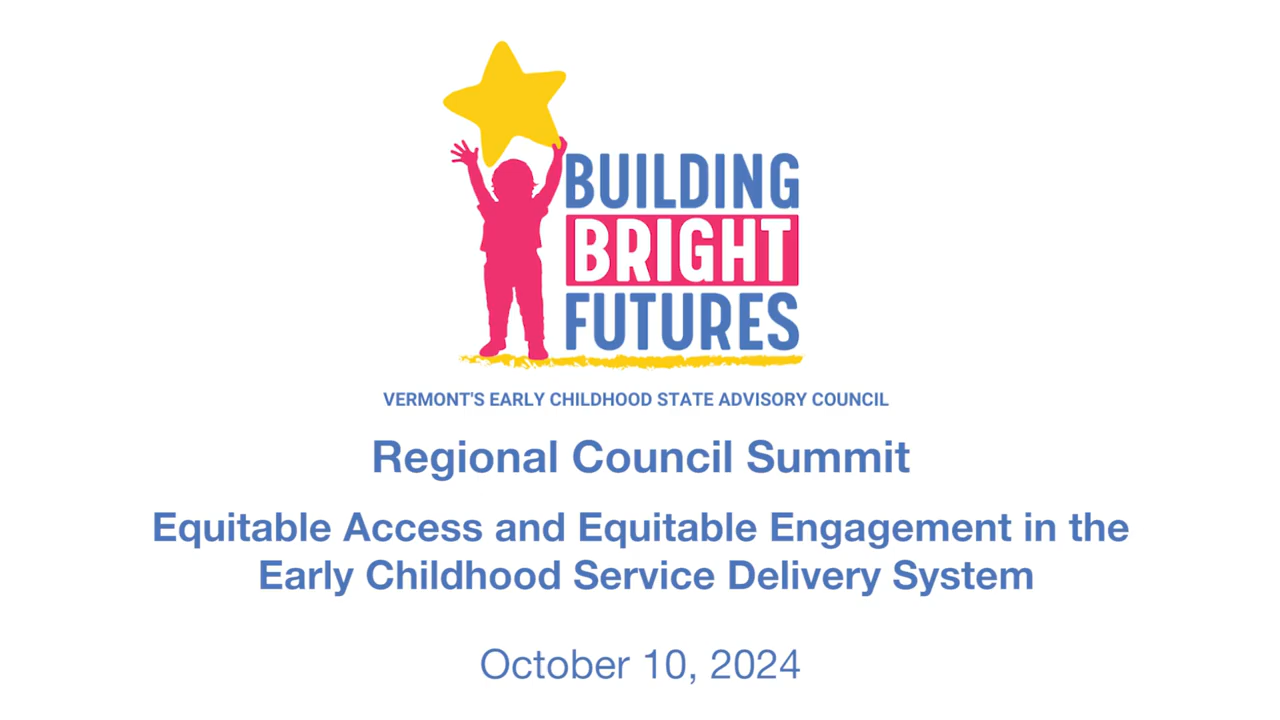 BUILDING
BRIGHT
FUTURES
VERMONT'S EARLY CHILDHOOD STATE ADVISORY COUNCIL
Regional Council Summit
Equitable Access and Equitable Engagement in the
Early Childhood Service Delivery System
October 10, 2024